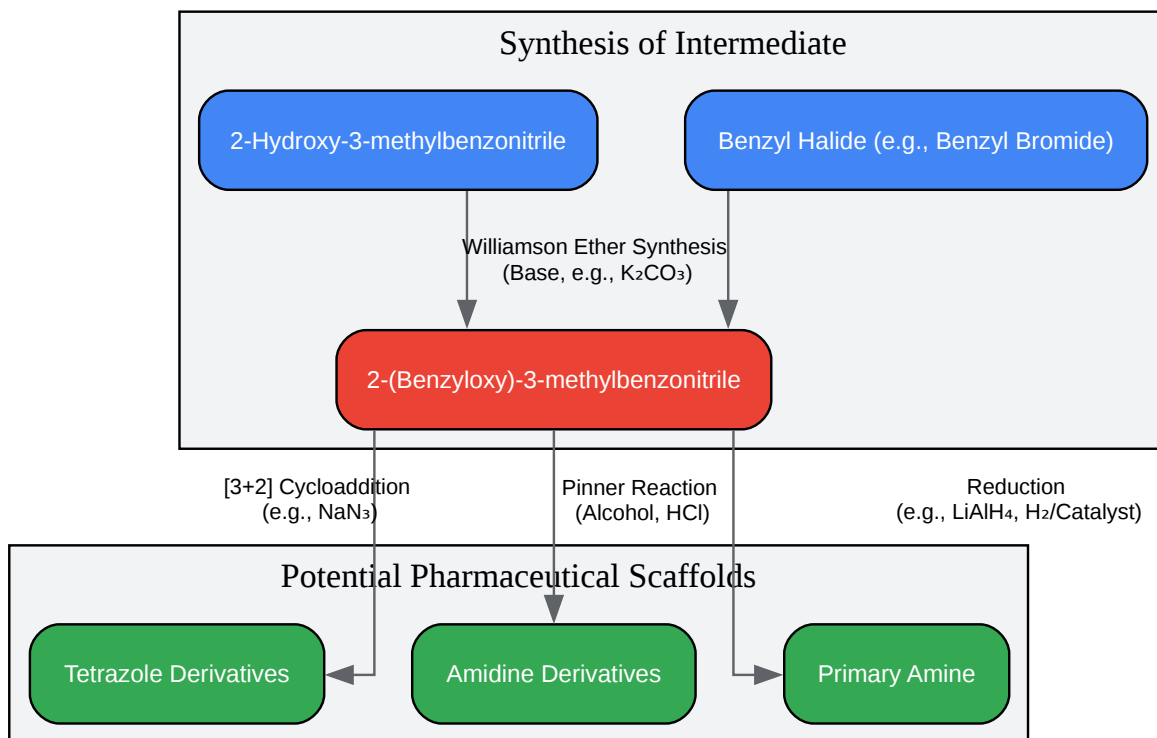 Synthesis of Intermediate
2-Hydroxy-3-methylbenzonitrile
Benzyl Halide (e.g., Benzyl Bromide)
Williamson Ether Synthesis
(Base, e.g., K₂CO₃)
2-(Benzyloxy)-3-methylbenzonitrile
[3+2] Cycloaddition
(e.g., NaN₃)
Pinner Reaction
(Alcohol, HCl)
Reduction
(e.g., LiAlH₄, H₂/Catalyst)
Potential Pharmaceutical Scaffolds
Tetrazole Derivatives
Amidine Derivatives
Primary Amine